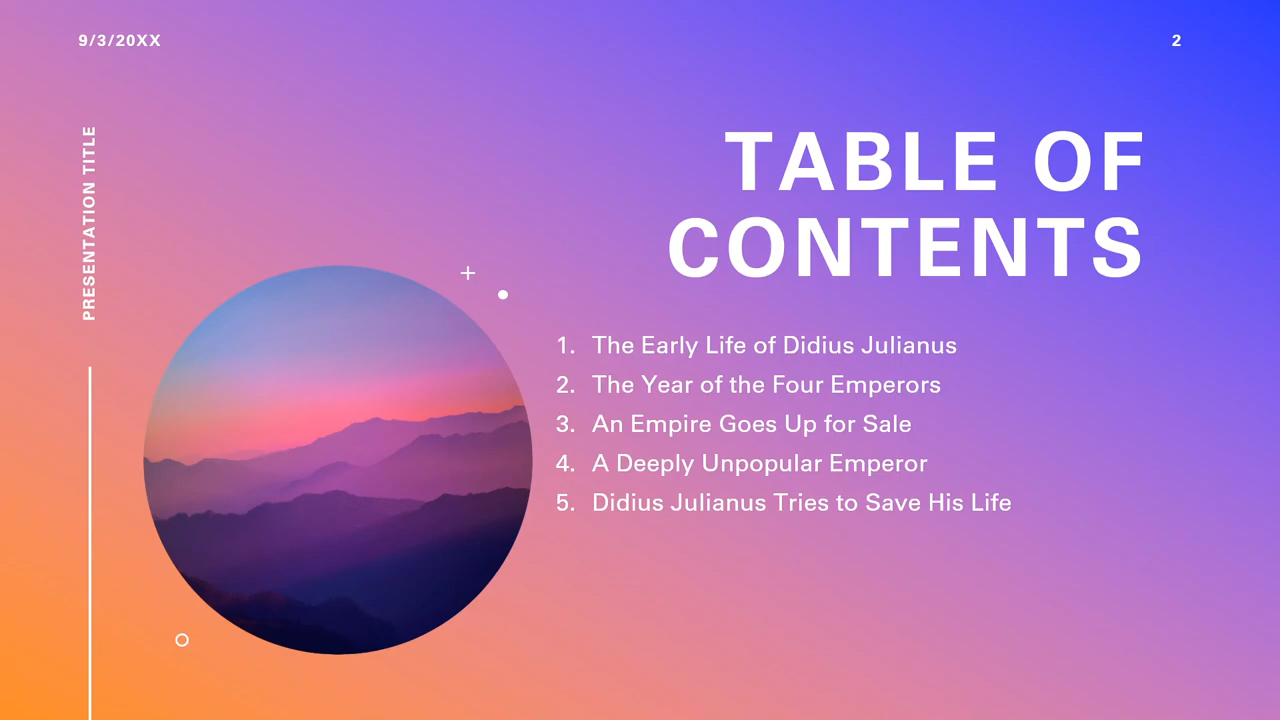 9/3/20XX
2
PRESENTATION TITLE
TABLE OF
CONTENTS
1. The Early Life of Didius Julianus
2. The Year of the Four Emperors
3. An Empire Goes Up for Sale
4. A Deeply Unpopular Emperor
5. Didius Julianus Tries to Save His Life